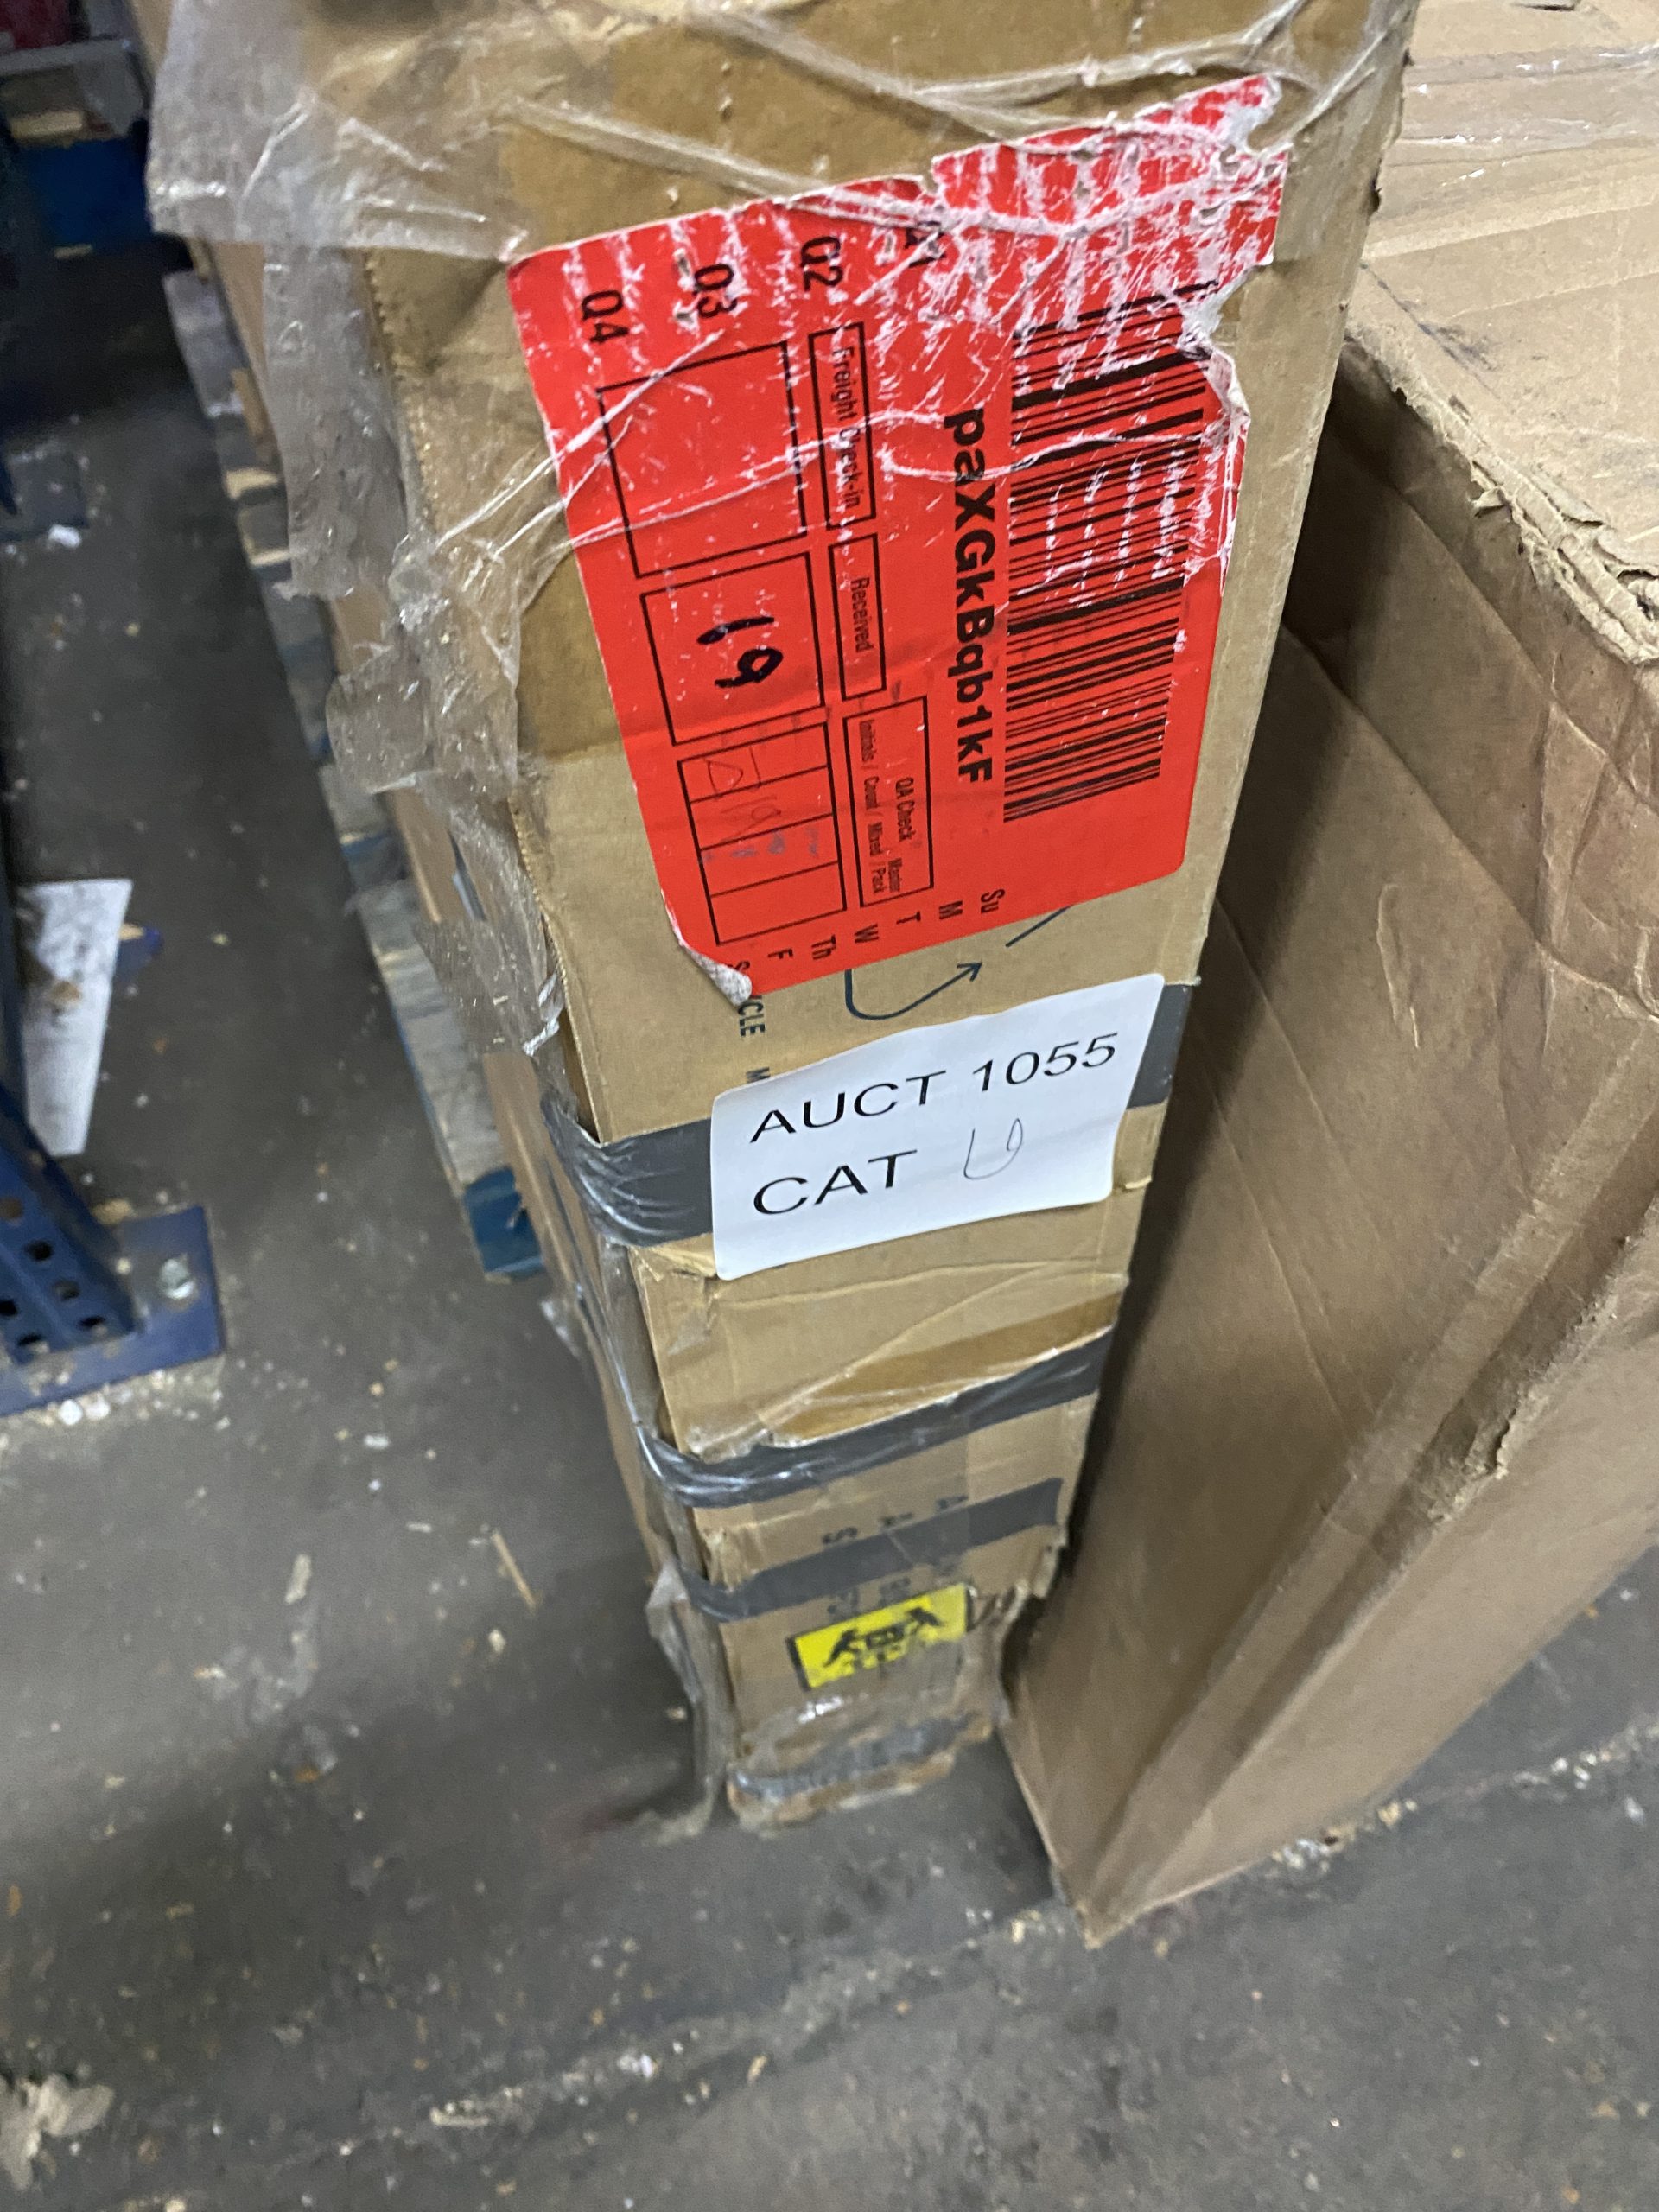 paXGkBqb1kF
Q2
Q3
Q4
Freight Check-in
Received
QA Check
Master
Initials / Count / Mixed / Pack
19
Su
M
T
W
Th
F
AUCT 1055
CAT U